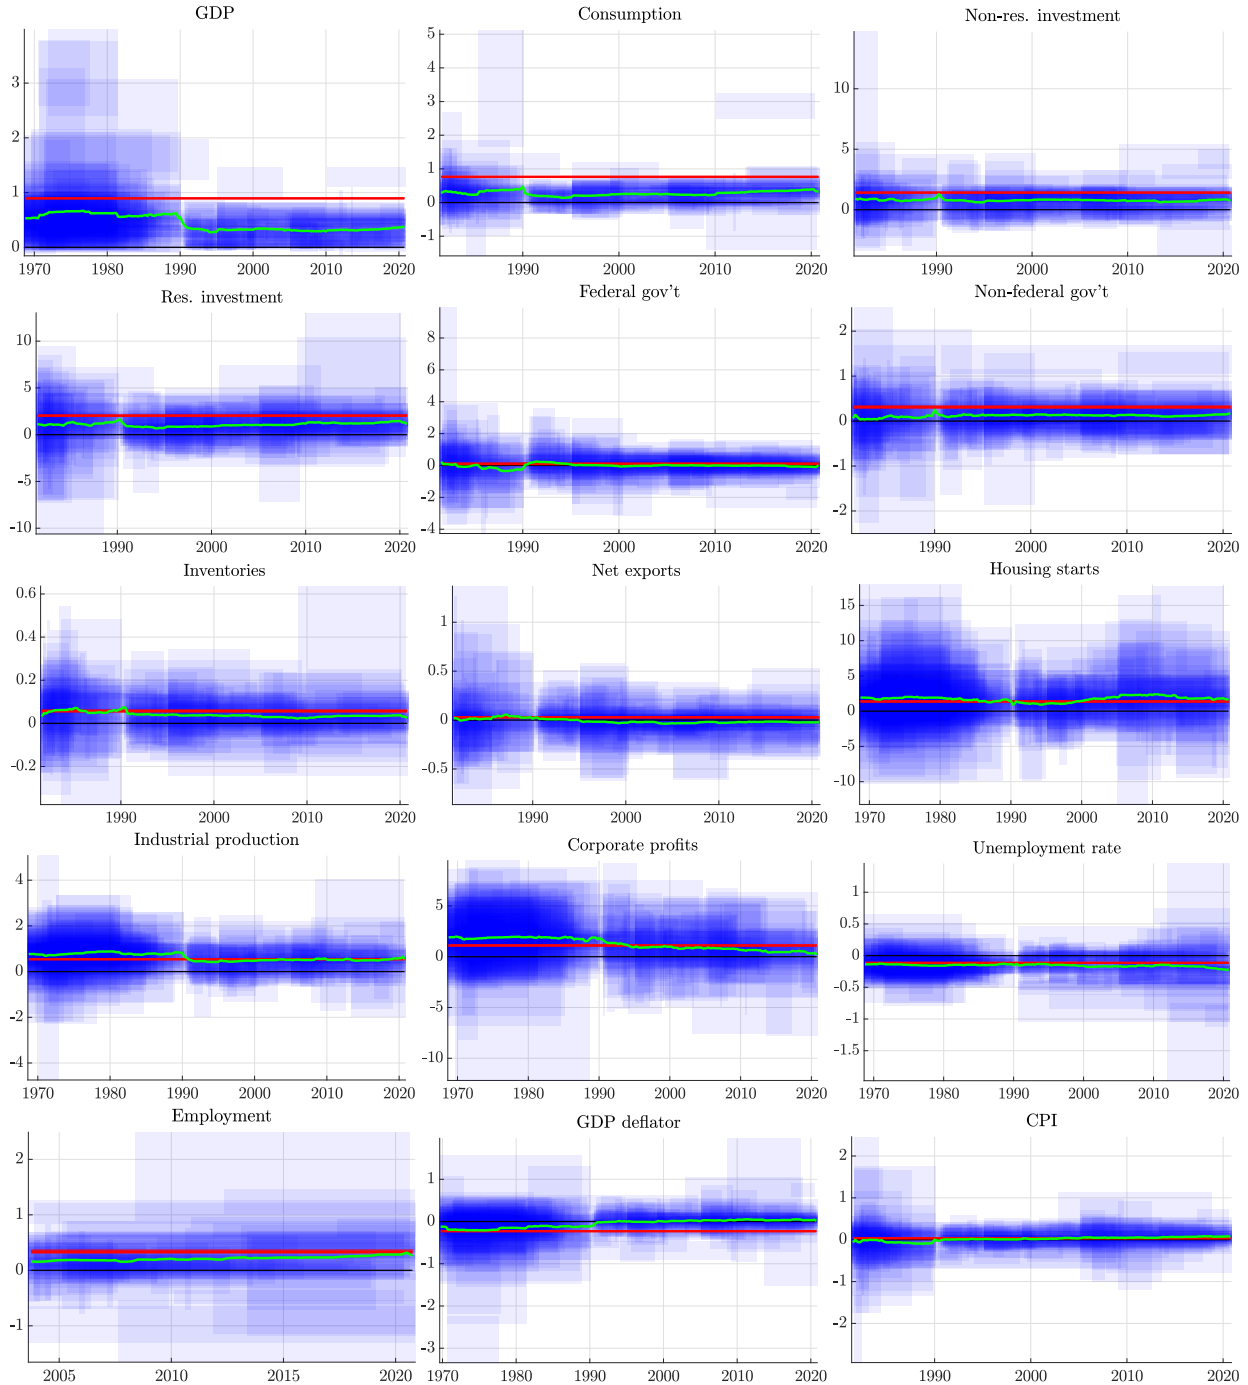 GDP
3
2
1
0
1970 1980 1990 2000 2010 2020
Consumption
5
4
3
2
1
0
-1
1990 2000 2010 2020
Non-res. investment
10
5
0
1990 2000 2010 2020
Res. investment
10
5
0
-5
-10
1990 2000 2010 2020
Federal gov't
8
6
4
2
0
-2
-4
1990 2000 2010 2020
Non-federal gov't
2
1
0
-1
-2
1990 2000 2010 2020
Inventories
0.6
0.4
0.2
0
-0.2
1990 2000 2010 2020
Net exports
1
0.5
0
-0.5
1990 2000 2010 2020
Housing starts
15
10
5
0
-5
-10
1970 1980 1990 2000 2010 2020
Industrial production
4
2
0
-2
-4
1970 1980 1990 2000 2010 2020
Corporate profits
5
0
-5
-10
1970 1980 1990 2000 2010 2020
Unemployment rate
1
0.5
0
-0.5
-1
-1.5
1970 1980 1990 2000 2010 2020
Employment
2
1
0
-1
2005 2010 2015 2020
GDP deflator
1
0
-1
-2
-3
1970 1980 1990 2000 2010 2020
CPI
2
1
0
-1
-2
1990 2000 2010 2020